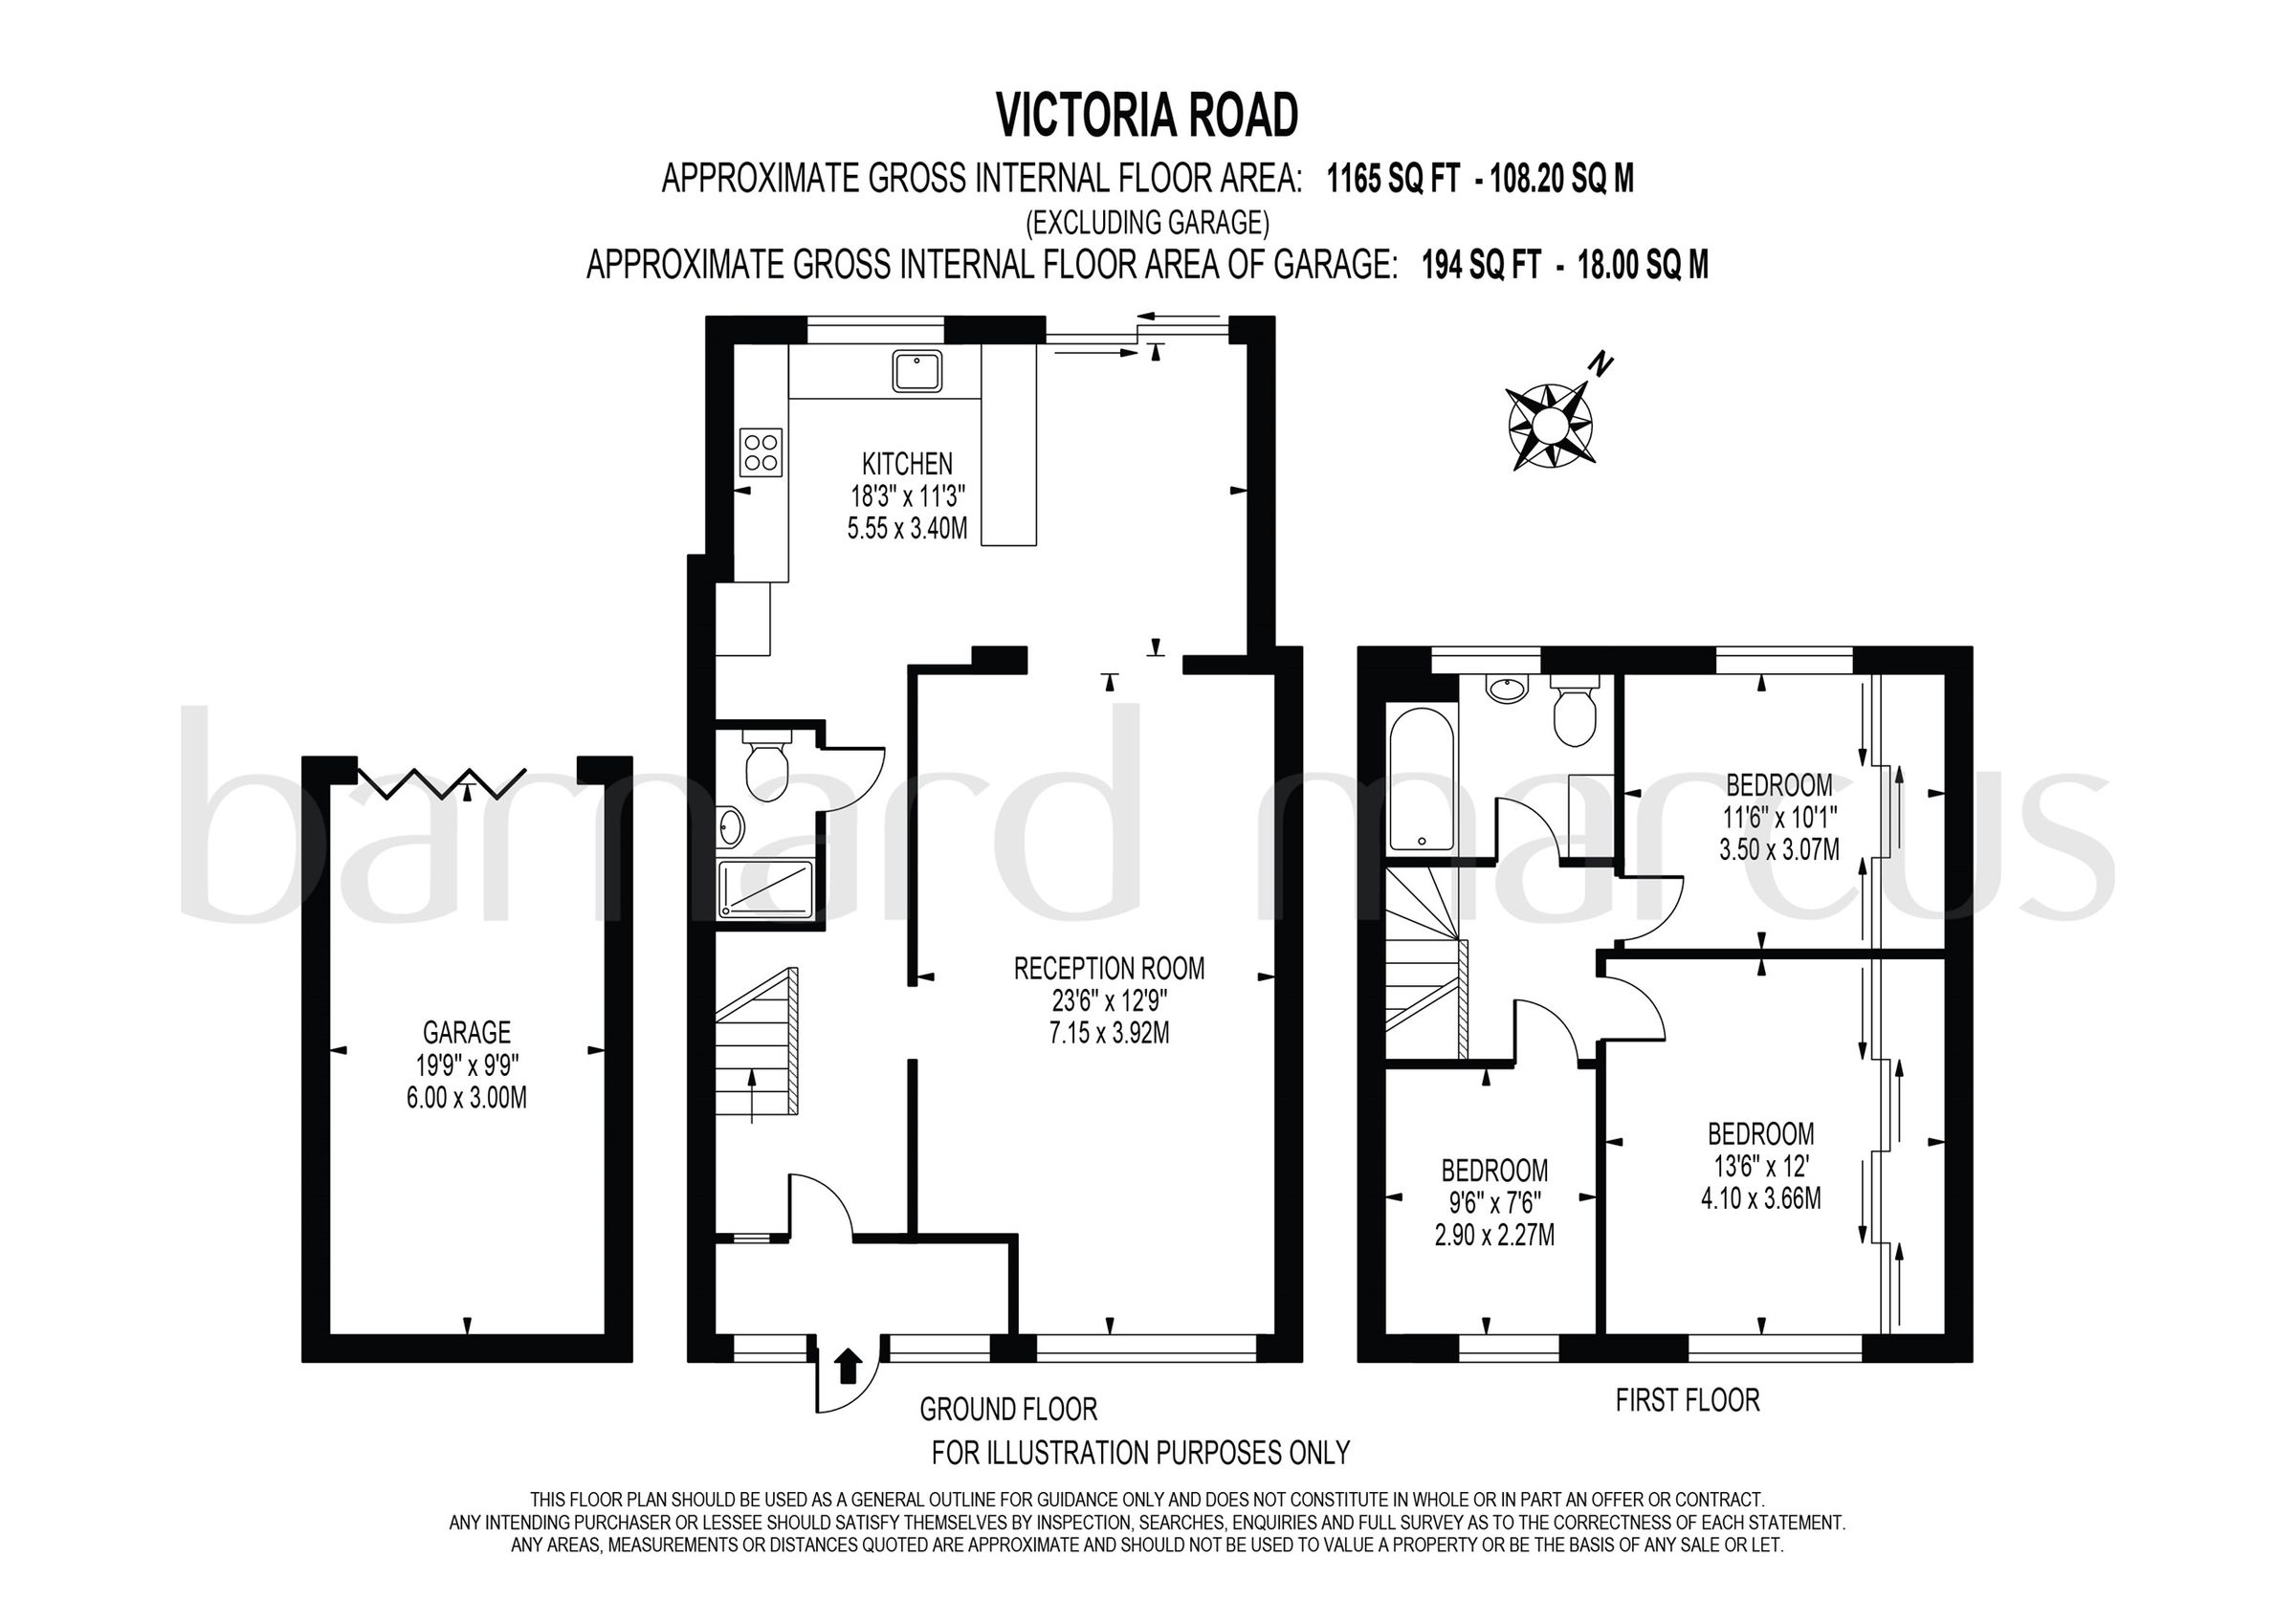 VICTORIA ROAD
APPROXIMATE GROSS INTERNAL FLOOR AREA: 1165 SQ FT - 108.20 SQ M
(EXCLUDING GARAGE)
APPROXIMATE GROSS INTERNAL FLOOR AREA OF GARAGE: 194 SQ FT - 18.00 SQ M
N
KITCHEN
18'3" x 11'3"
5.55 x 3.40M
BEDROOM
11'6" x 10'1"
3.50 x 3.07M
barnard marcus
RECEPTION ROOM
23'6" x 12'9"
7.15 x 3.92M
GARAGE
19'9" x 9'9"
6.00 x 3.00M
BEDROOM
13'6" x 12'
4.10 x 3.66M
BEDROOM
9'6" x 7'6"
2.90 x 2.27M
GROUND FLOOR
FIRST FLOOR
FOR ILLUSTRATION PURPOSES ONLY
THIS FLOOR PLAN SHOULD BE USED AS A GENERAL OUTLINE FOR GUIDANCE ONLY AND DOES NOT CONSTITUTE IN WHOLE OR IN PART AN OFFER OR CONTRACT.
ANY INTENDING PURCHASER OR LESSEE SHOULD SATISFY THEMSELVES BY INSPECTION, SEARCHES, ENQUIRIES AND FULL SURVEY AS TO THE CORRECTNESS OF EACH STATEMENT.
ANY AREAS, MEASUREMENTS OR DISTANCES QUOTED ARE APPROXIMATE AND SHOULD NOT BE USED TO VALUE A PROPERTY OR BE THE BASIS OF ANY SALE OR LET.